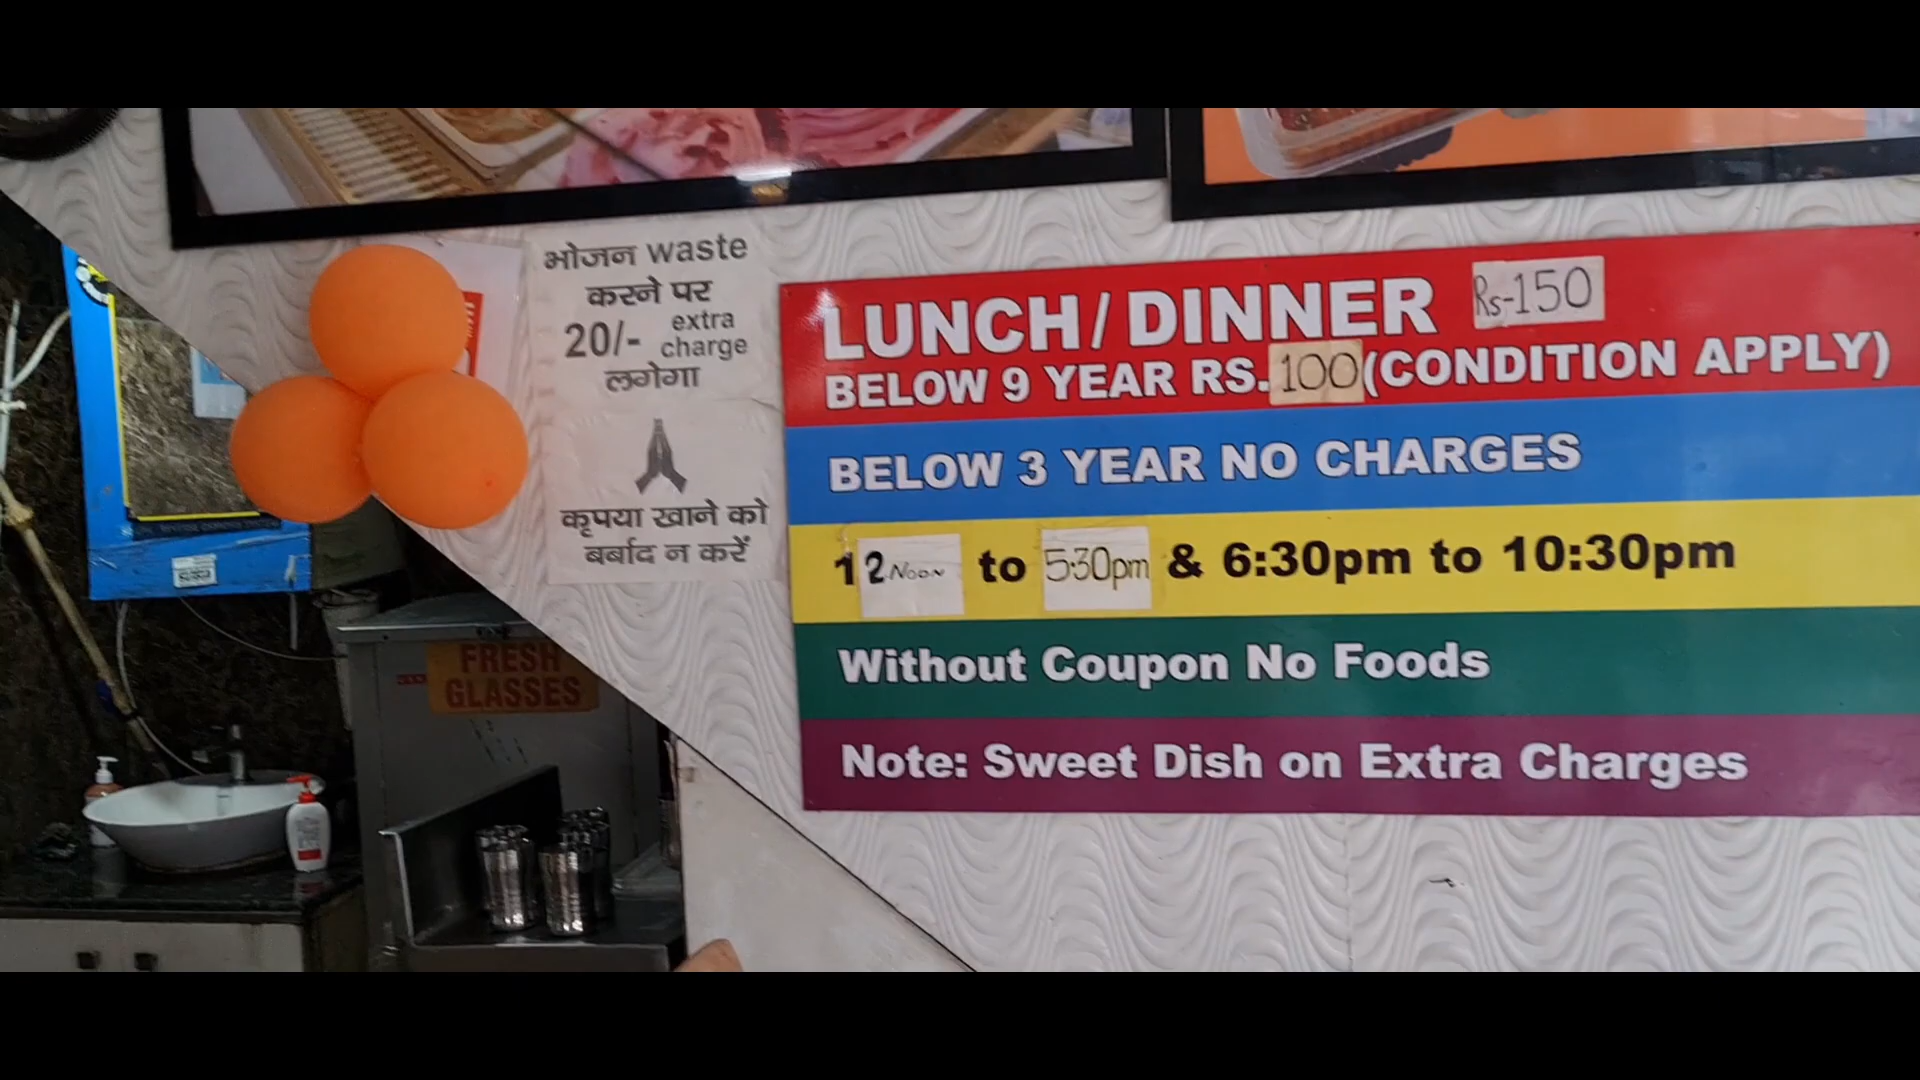 भोजन waste
करने पर
20/- extra charge
लगेगा
कृपया खाने को
बर्बाद न करें
LUNCH/DINNER Rs-150
BELOW 9 YEAR RS.100(CONDITION APPLY)
BELOW 3 YEAR NO CHARGES
12 NOON to 5:30pm & 6:30pm to 10:30pm
Without Coupon No Foods
Note: Sweet Dish on Extra Charges
FRESH
GLASSES